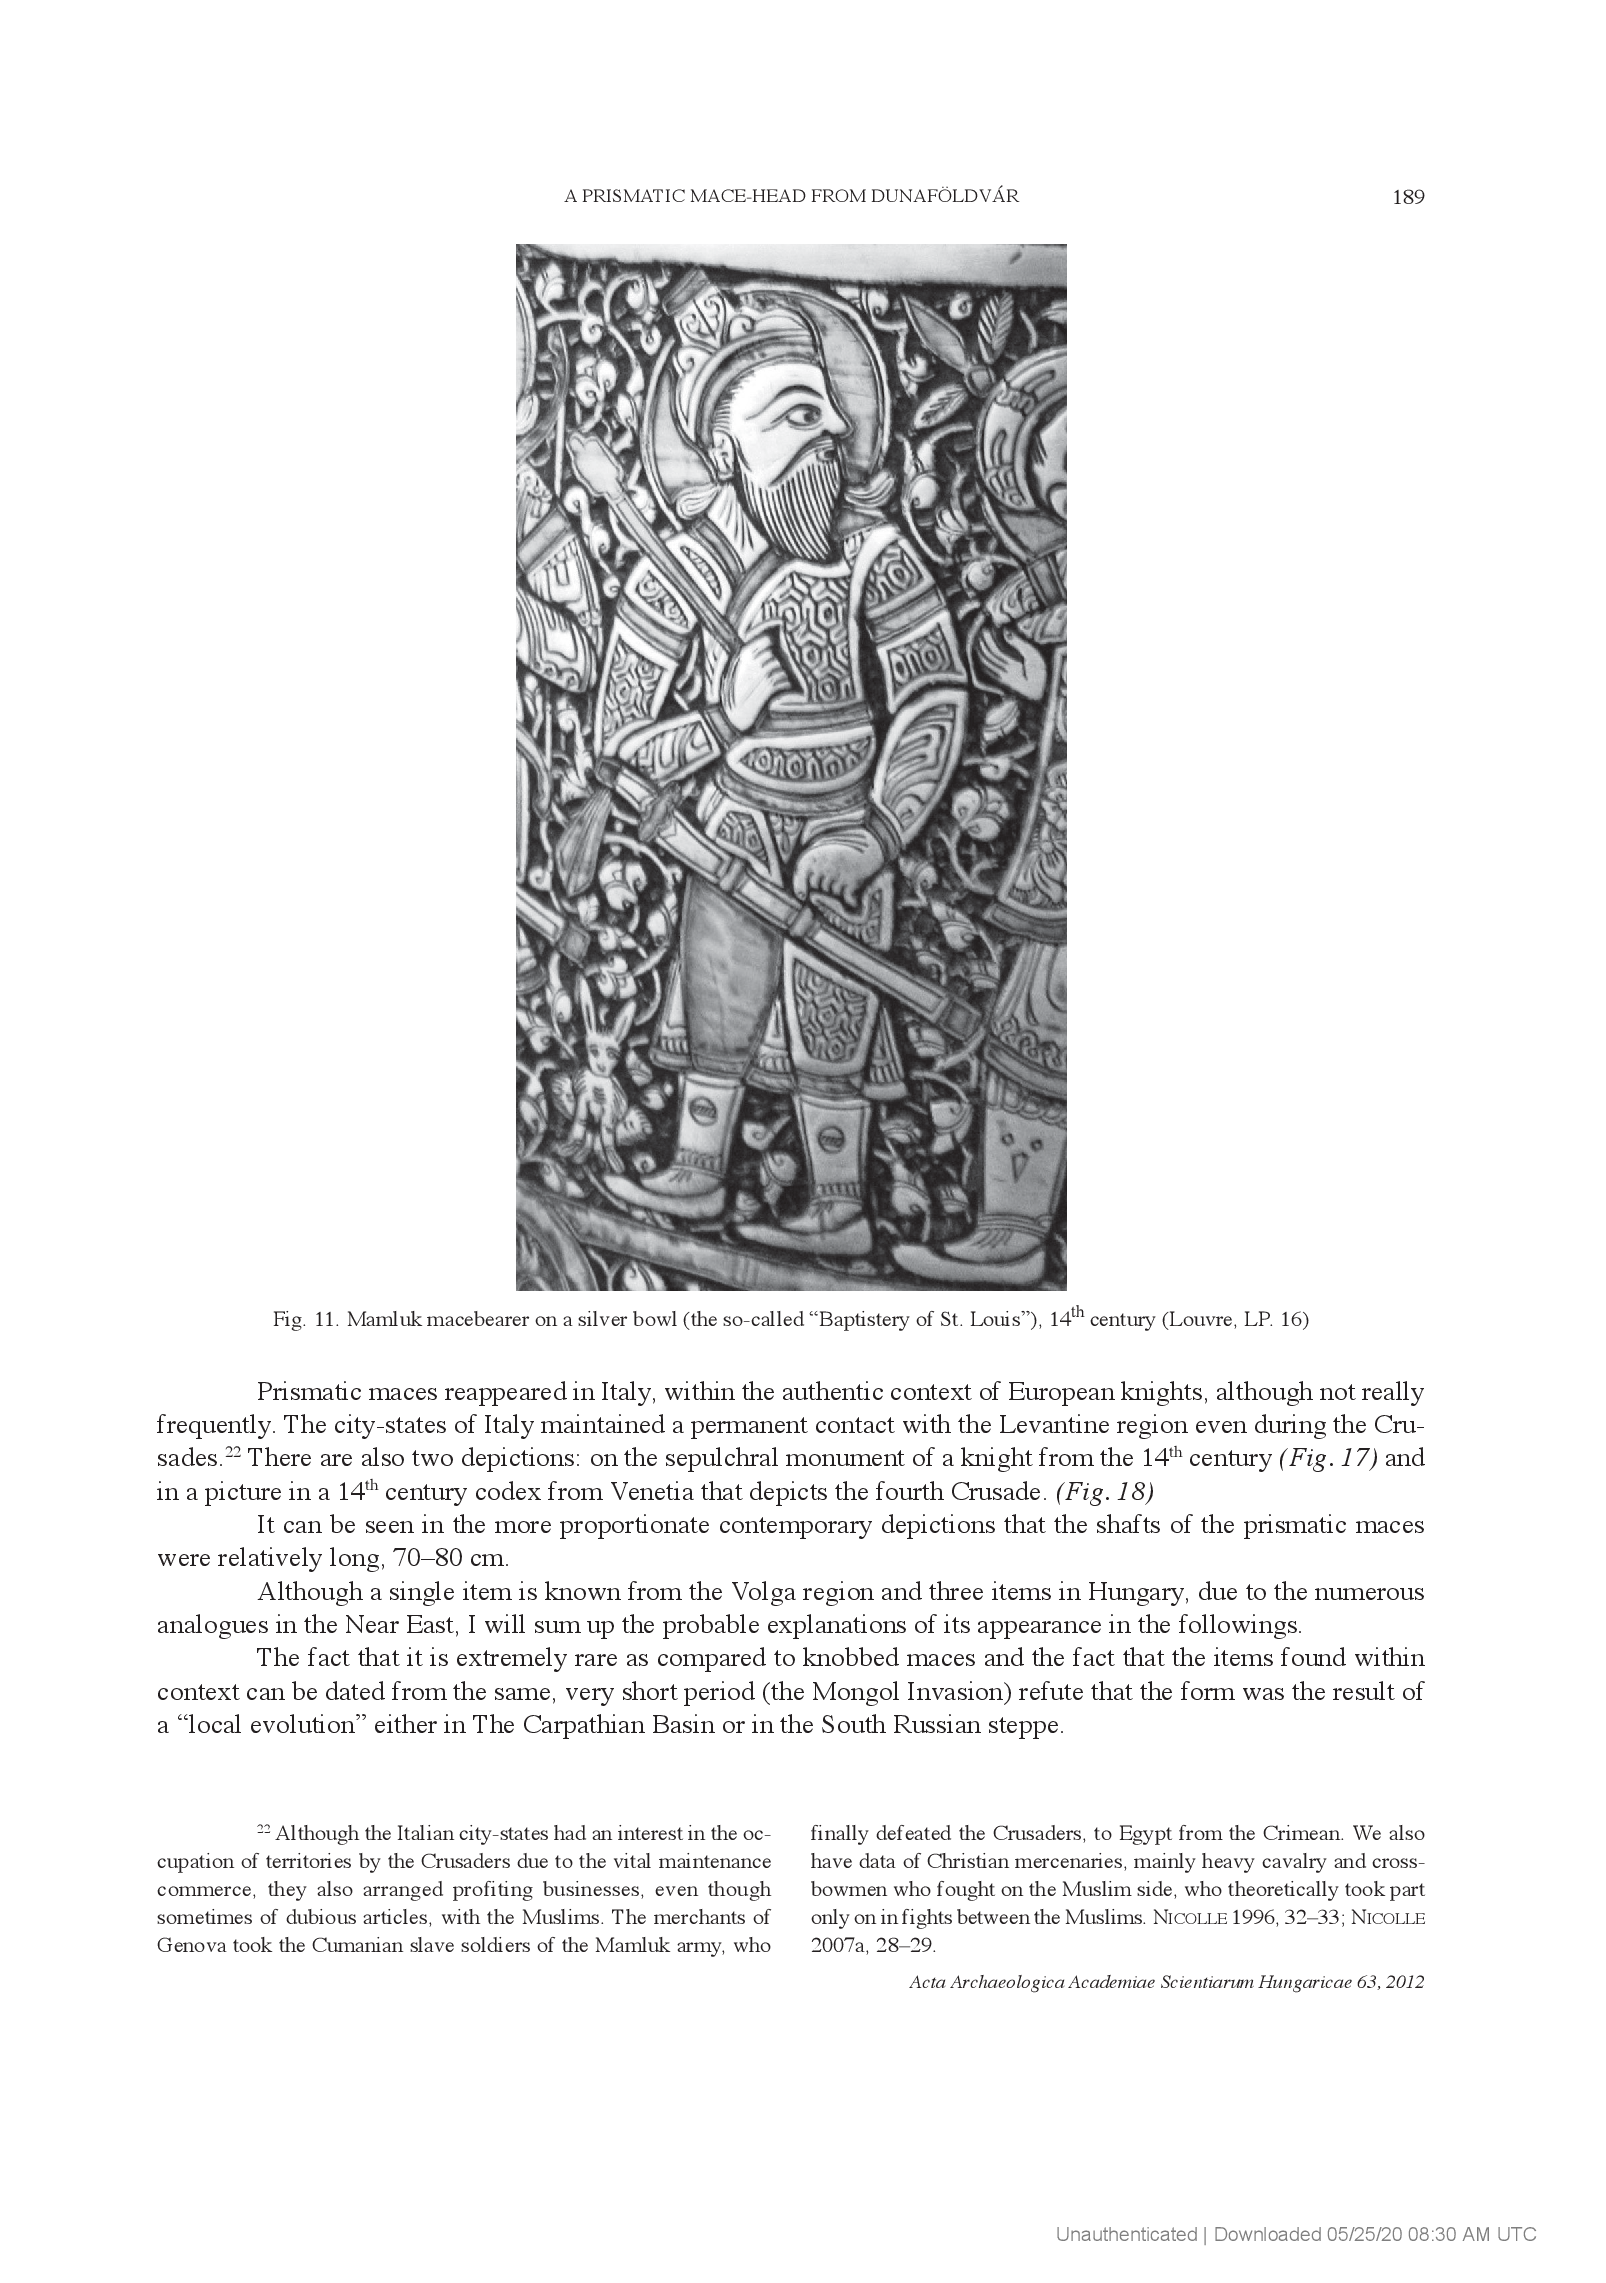 A PRISMATIC MACE-HEAD FROM DUNAFÖLDVÁR
189
Fig. 11. Mamluk macebearer on a silver bowl (the so-called “Baptistery of St. Louis”), 14th century (Louvre, LP. 16)
Prismatic maces reappeared in Italy, within the authentic context of European knights, although not really
frequently. The city-states of Italy maintained a permanent contact with the Levantine region even during the Cru-
sades.22 There are also two depictions: on the sepulchral monument of a knight from the 14th century (Fig. 17) and
in a picture in a 14th century codex from Venetia that depicts the fourth Crusade. (Fig. 18)
It can be seen in the more proportionate contemporary depictions that the shafts of the prismatic maces
were relatively long, 70–80 cm.
Although a single item is known from the Volga region and three items in Hungary, due to the numerous
analogues in the Near East, I will sum up the probable explanations of its appearance in the followings.
The fact that it is extremely rare as compared to knobbed maces and the fact that the items found within
context can be dated from the same, very short period (the Mongol Invasion) refute that the form was the result of
a “local evolution” either in The Carpathian Basin or in the South Russian steppe.
22 Although the Italian city-states had an interest in the oc-
cupation of territories by the Crusaders due to the vital maintenance
commerce, they also arranged profiting businesses, even though
sometimes of dubious articles, with the Muslims. The merchants of
Genova took the Cumanian slave soldiers of the Mamluk army, who
finally defeated the Crusaders, to Egypt from the Crimean. We also
have data of Christian mercenaries, mainly heavy cavalry and cross-
bowmen who fought on the Muslim side, who theoretically took part
only on in fights between the Muslims. NICOLLE 1996, 32–33; NICOLLE
2007a, 28–29.
Acta Archaeologica Academiae Scientiarum Hungaricae 63, 2012
Unauthenticated | Downloaded 05/25/20 08:30 AM UTC